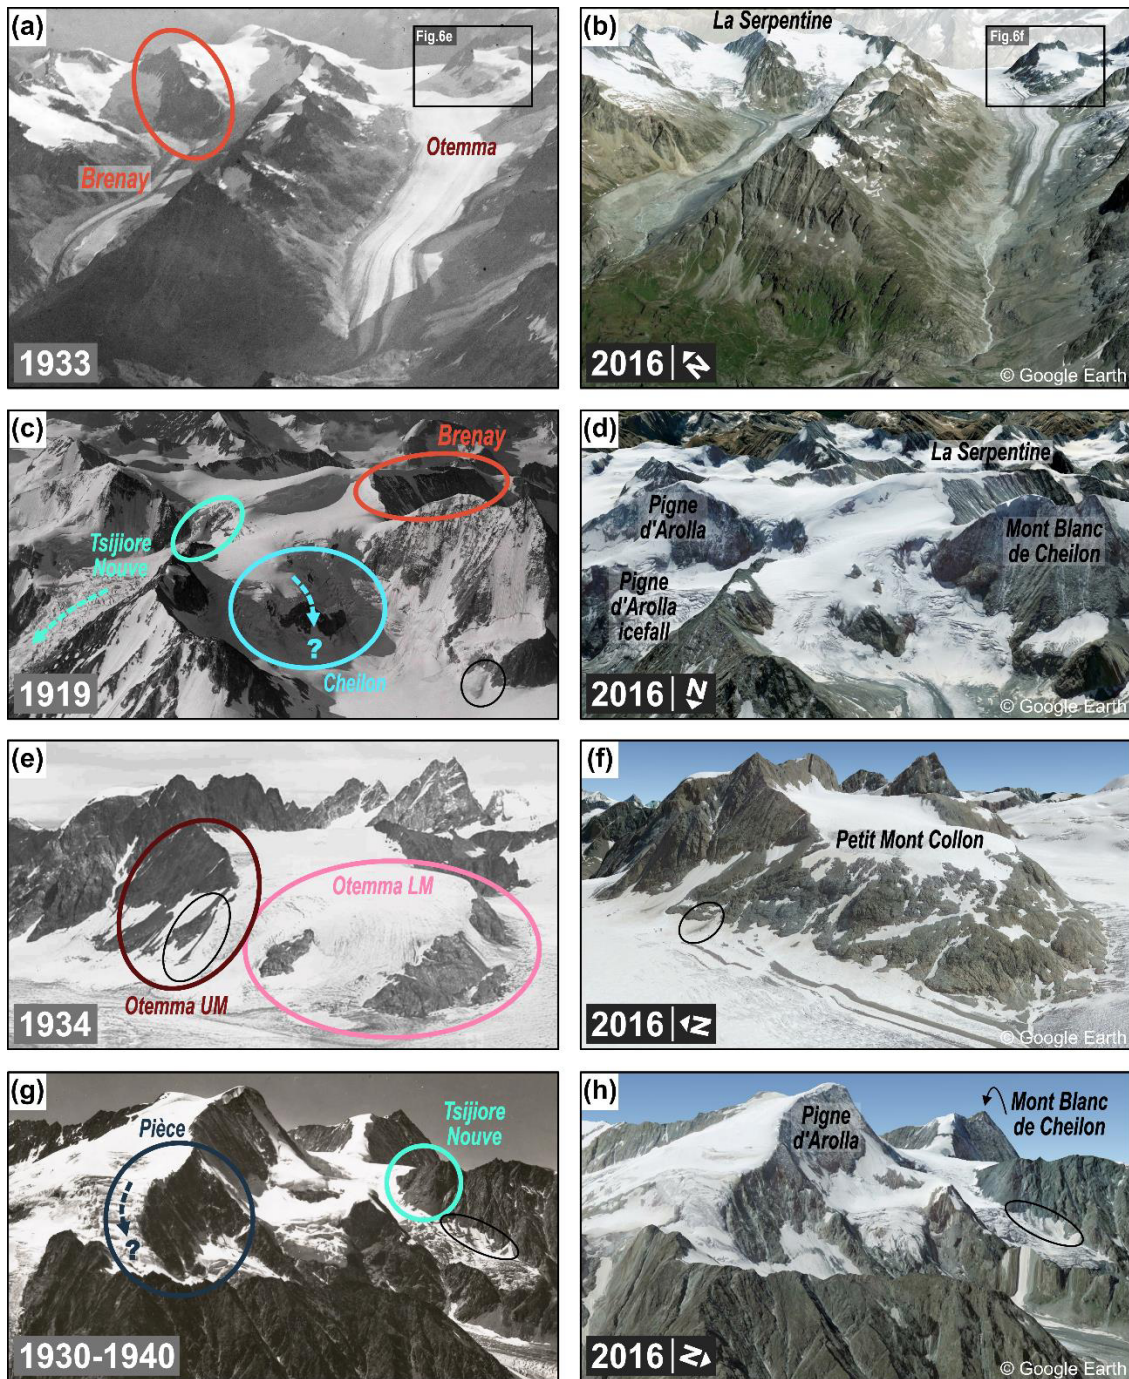 (a)
Fig.6e
Otemma
Brenay
1933
(b)
La Serpentine
Fig.6f
2016 | N
© Google Earth
(c)
Brenay
Tsijiore
Nouve
?
Cheilon
1919
(d)
La Serpentine
Pigne
d'Arolla
Mont Blanc
de Cheilon
Pigne
d'Arolla
icefall
2016 | N
© Google Earth
(e)
Otemma LM
Otemma UM
1934
(f)
Petit Mont Collon
2016 | N
© Google Earth
(g)
Pièce
Tsijiore
Nouve
?
1930-1940
(h)
Pigne
d'Arolla
Mont Blanc
de Cheilon
2016 | N
© Google Earth